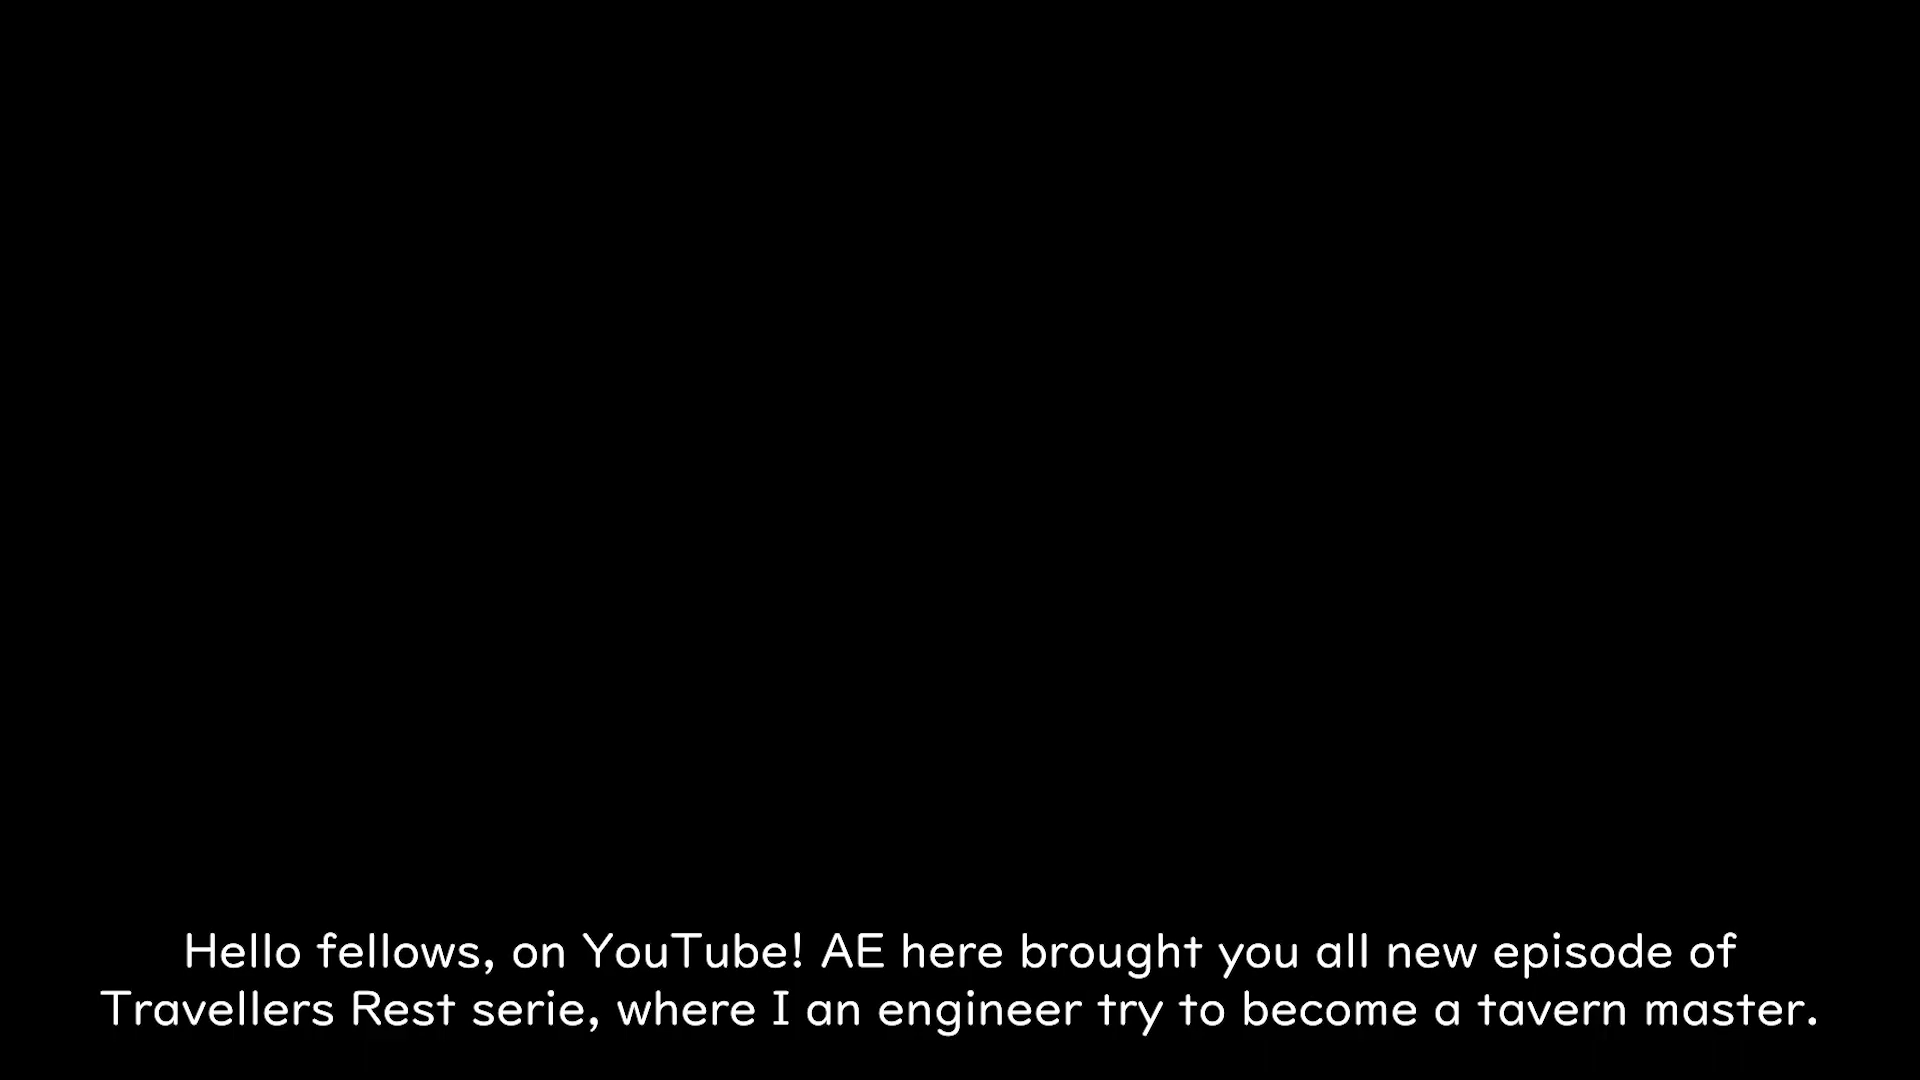 Hello fellows, on YouTube! AE here brought you all new episode of
Travellers Rest serie, where I an engineer try to become a tavern master.